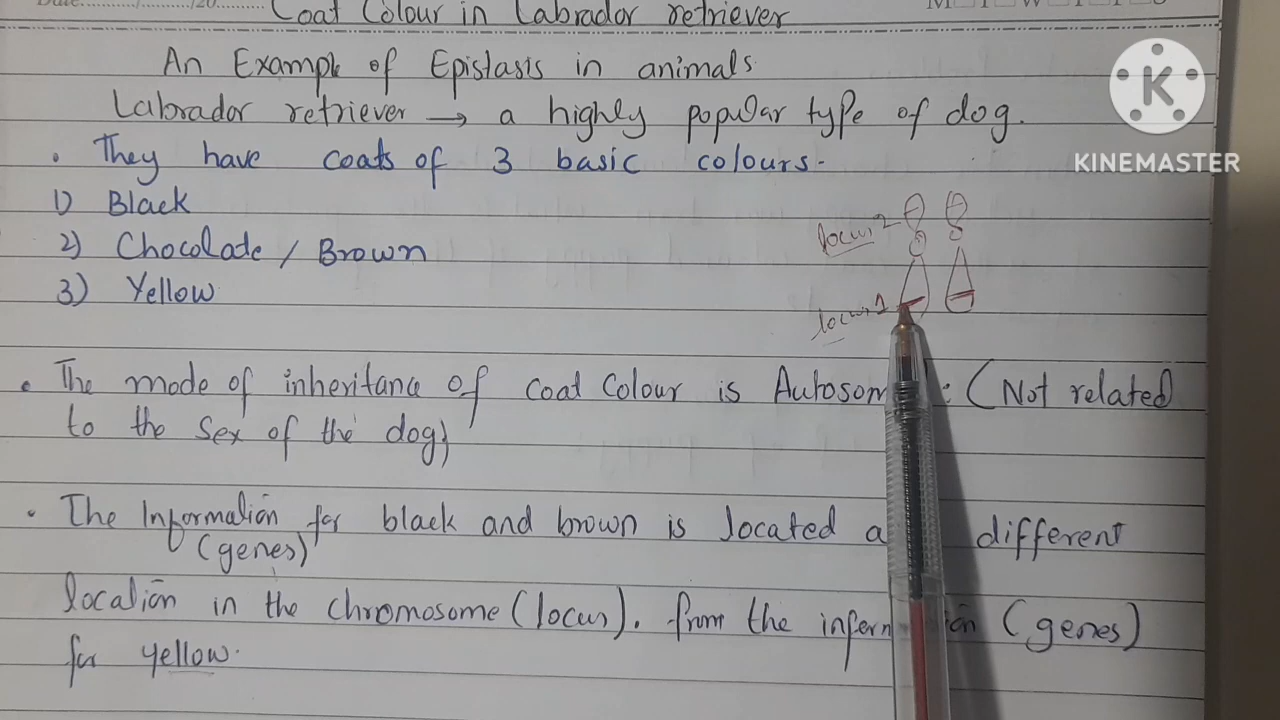 Date............/............/20............
Coat Colour in Labrador retriever
An Example of Epistasis in animals
Labrador retriever → a highly popular type of dog.
KINEMASTER
• They have coats of 3 basic colours.
1) Black
2) Chocolade / Brown
3) Yellow
locus 2
locus 1
• The mode of inheritance of Coat Colour is : (Not related
to the Sex of the dog)
• The Information for black and brown is located different
(genes)
location in the chromosome (locus). from the (genes)
for yellow.